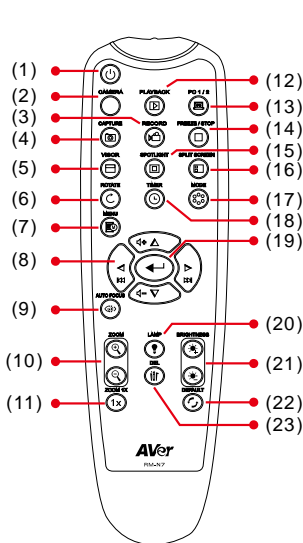 (1)
(2) CAMERA PLAYBACK PC 1 / 2 (12)
(3) (13)
CAPTURE RECORD FREEZE / STOP (14)
(4)
(15)
VISOR SPOTLIGHT SPLIT SCREEN
(5) (16)
ROTATE TIMER MODE
(6) (17)
(18)
MENU
(7) (19)
(8)
AUTO FOCUS
(9)
(20)
ZOOM LAMP BRIGHTNESS
(10) (21)
DEL
ZOOM 1X DEFAULT
(11) 1x (22)
(23)
AVer
RM-N7